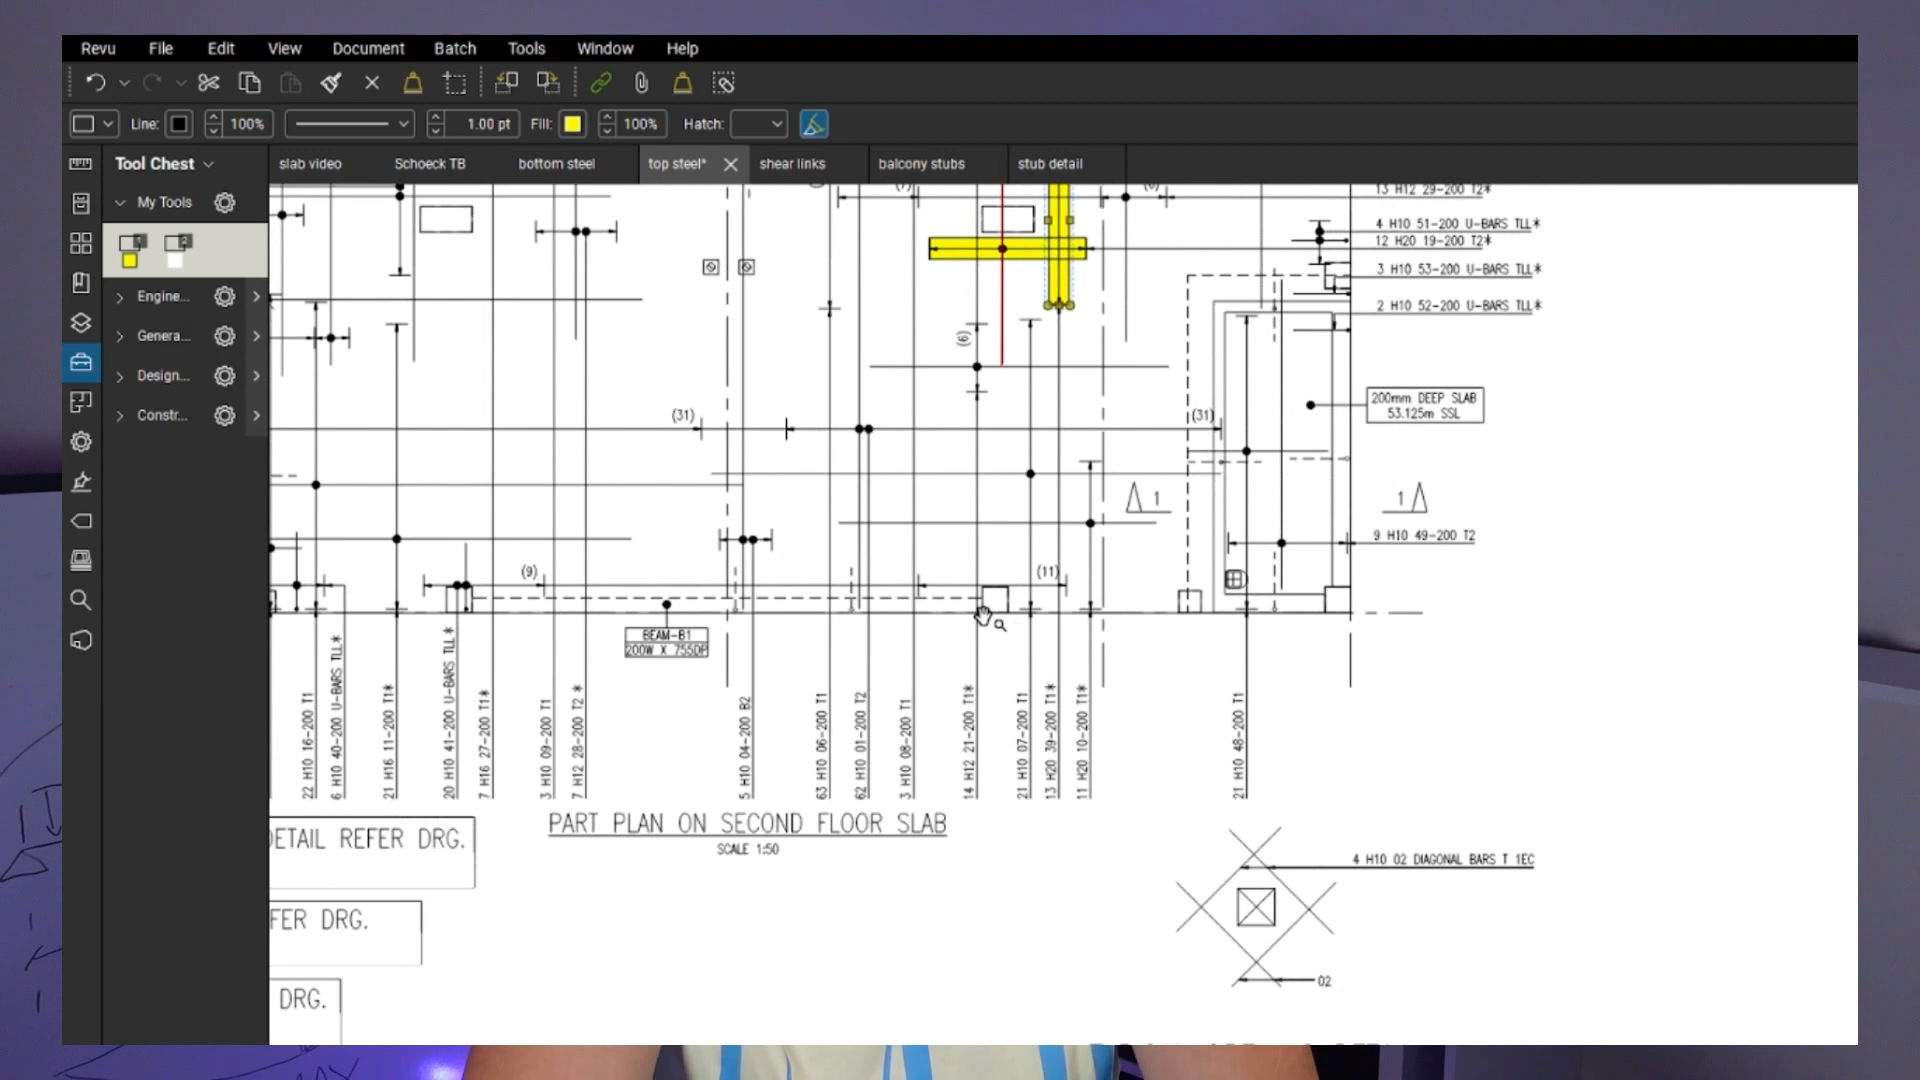 Revu File Edit View Document Batch Tools Window Help
Line: 100% 1.00 pt Fill: 100% Hatch:
Tool Chest
slab video Schoeck TB bottom steel top steel* shear links balcony stubs stub detail
My Tools
Engine...
Genera...
Design...
Constr...
13 H12 29-200 T2*
4 H10 51-200 U-BARS TLL*
12 H20 19-200 T2*
3 H10 53-200 U-BARS TLL*
2 H10 52-200 U-BARS TLL*
(6)
200mm DEEP SLAB
53.125m SSL
(31)
(31)
1
1
9 H10 49-200 T2
(9)
(11)
BEAM-B1
200W X 755DP
22 H10 16-200 T1
6 H10 40-200 U-BARS TLL*
21 H16 11-200 T1*
20 H10 41-200 U-BARS TLL*
7 H16 27-200 T1*
3 H10 09-200 T1
7 H12 28-200 T2 *
5 H10 04-200 B2
63 H10 06-200 T1
62 H10 01-200 T2
3 H10 08-200 T1
14 H12 21-200 T1*
21 H10 07-200 T1
13 H20 39-200 T1*
11 H20 10-200 T1*
21 H10 48-200 T1
PART PLAN ON SECOND FLOOR SLAB
SCALE 1:50
DETAIL REFER DRG.
FER DRG.
DRG.
4 H10 02 DIAGONAL BARS T 1EC
02